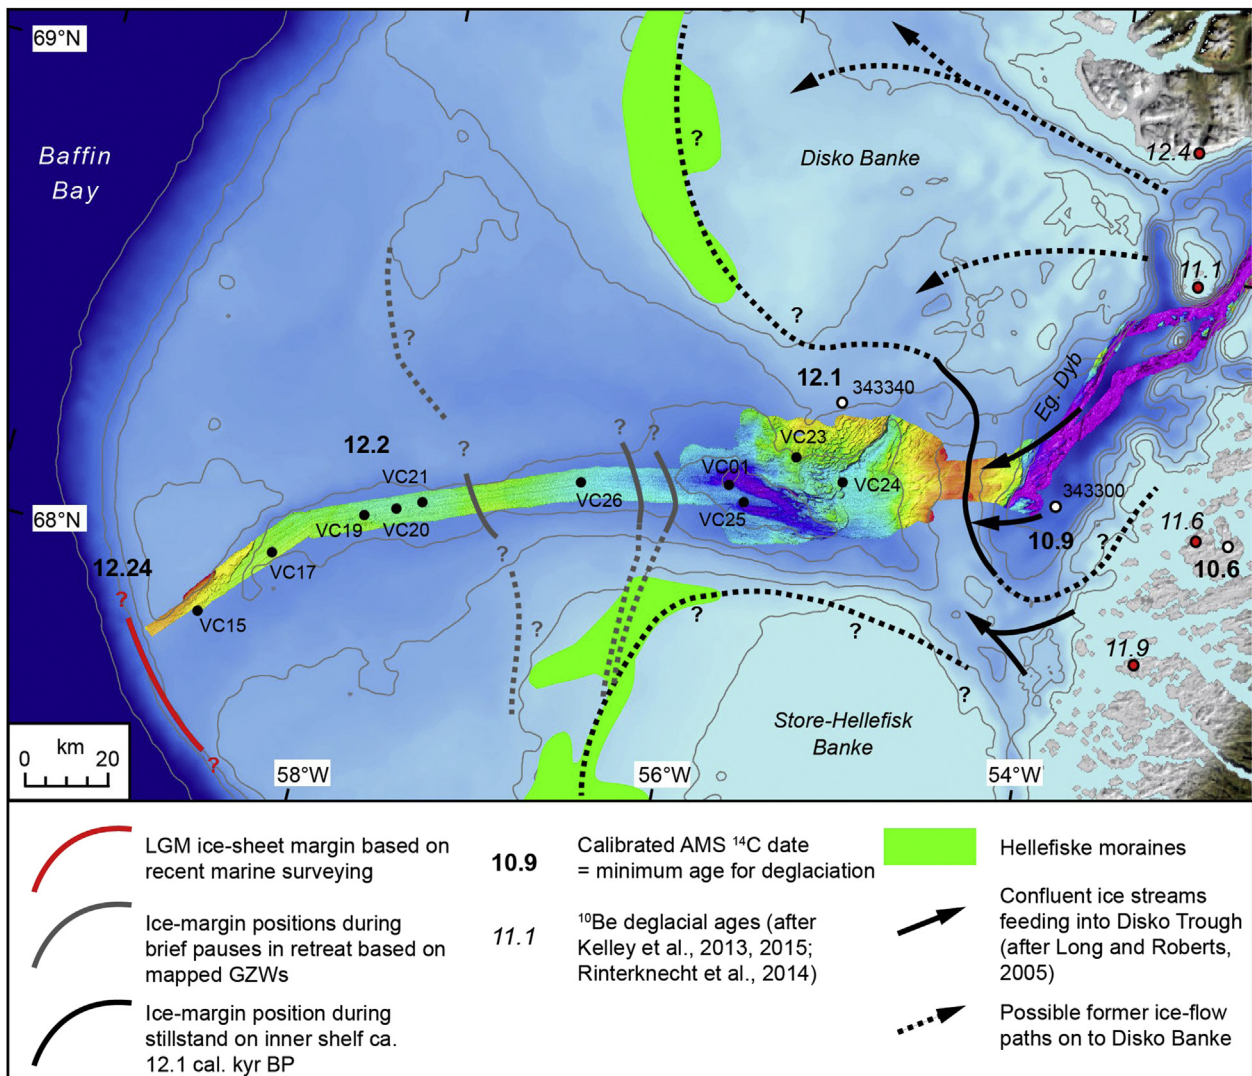 69°N
Baffin
Bay
Disko Banke
12.4
11.1
?
?
?
Eg. Dyb
12.1
343340
12.2
?
?
?
VC23
VC21
VC01
VC24
VC26
343300
68°N
VC19
VC20
VC25
11.6
10.9
?
10.6
12.24
VC17
?
?
VC15
?
?
?
11.9
?
Store-Hellefisk
Banke
?
km
0 20
58°W
56°W
54°W
LGM ice-sheet margin based on
recent marine surveying
Ice-margin positions during
brief pauses in retreat based on
mapped GZWs
Ice-margin position during
stillstand on inner shelf ca.
12.1 cal. kyr BP
10.9
Calibrated AMS ¹⁴C date
= minimum age for deglaciation
11.1
¹⁰Be deglacial ages (after
Kelley et al., 2013, 2015;
Rinterknecht et al., 2014)
Hellefiske moraines
Confluent ice streams
feeding into Disko Trough
(after Long and Roberts,
2005)
Possible former ice-flow
paths on to Disko Banke